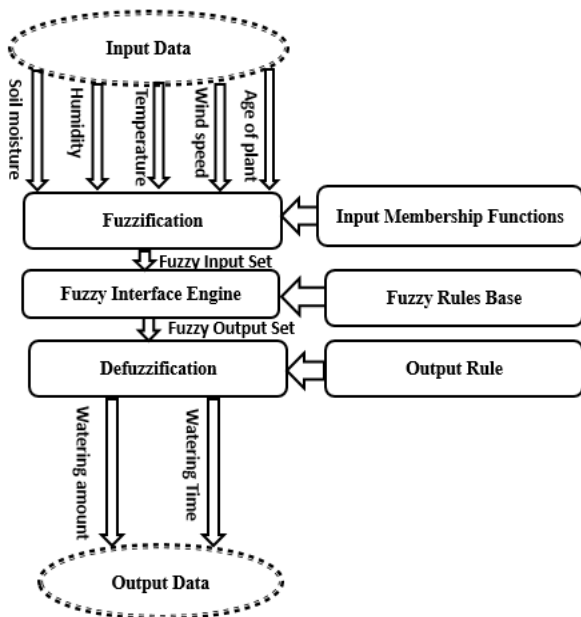 Input Data
Soil moisture
Humidity
Temperature
Wind speed
Age of plant
Fuzzification
Input Membership Functions
Fuzzy Input Set
Fuzzy Interface Engine
Fuzzy Rules Base
Fuzzy Output Set
Defuzzification
Output Rule
Watering amount
Watering Time
Output Data